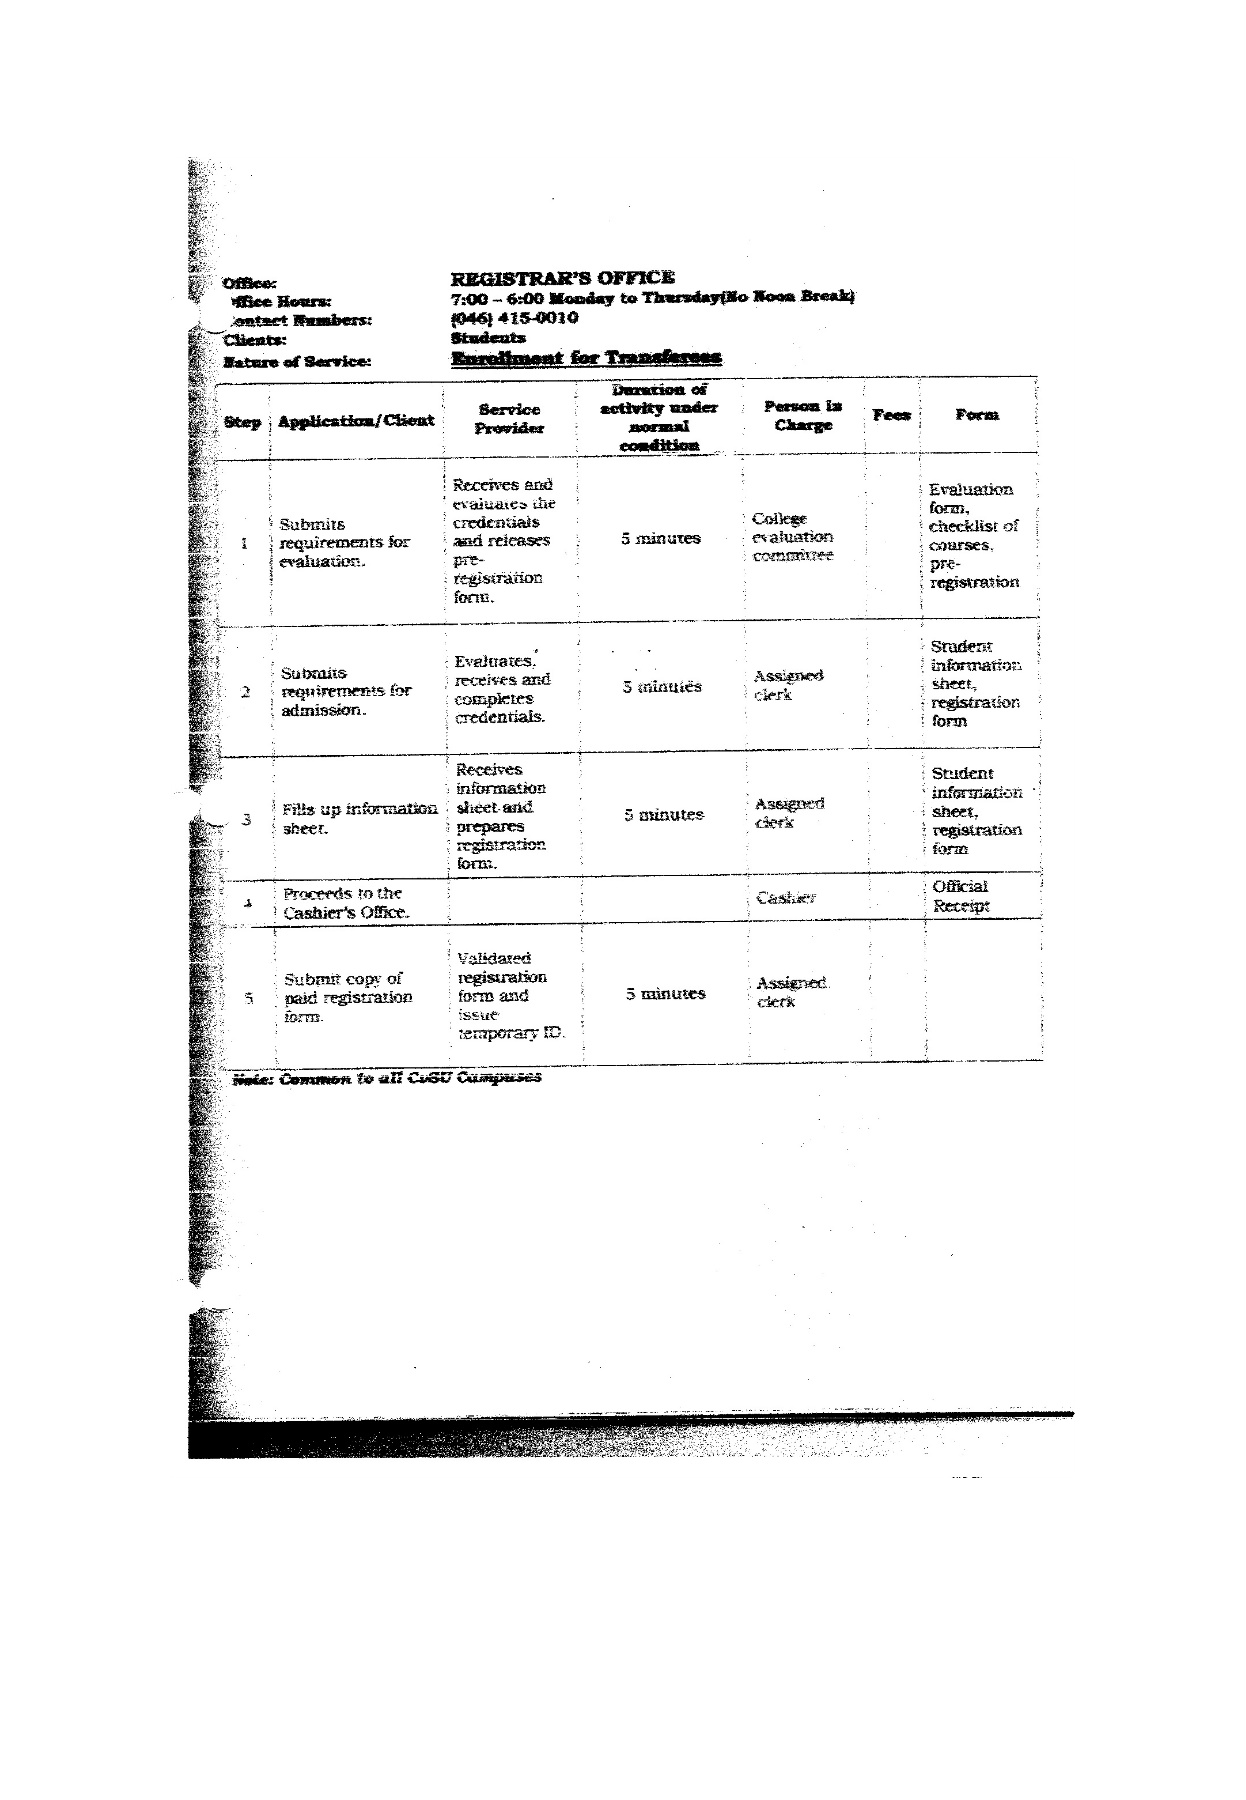 Office: REGISTRAR'S OFFICE
ffice Hours: 7:00 – 6:00 Monday to Thursday(No Noon Break)
ontact Numbers: (046) 415-0010
Clients: Students
Nature of Service: Enrollment for Transferees
Step Application/Client Service Provider Duration of activity under normal condition Person in Charge Fees Form
1 Submits requirements for evaluation. Receives and evaluates the credentials and releases pre-registration form. 5 minutes College evaluation committee Evaluation form, checklist of courses, pre-registration
2 Submits requirements for admission. Evaluates, receives and completes credentials. 5 minutes Assigned clerk Student information sheet, registration form
3 Fills up information sheet. Receives information sheet and prepares registration form. 5 minutes Assigned clerk Student information sheet, registration form
4 Proceeds to the Cashier's Office. Cashier Official Receipt
5 Submit copy of paid registration form. Validated registration form and issue temporary ID. 5 minutes Assigned clerk
Note: Common to all CvSU Campuses